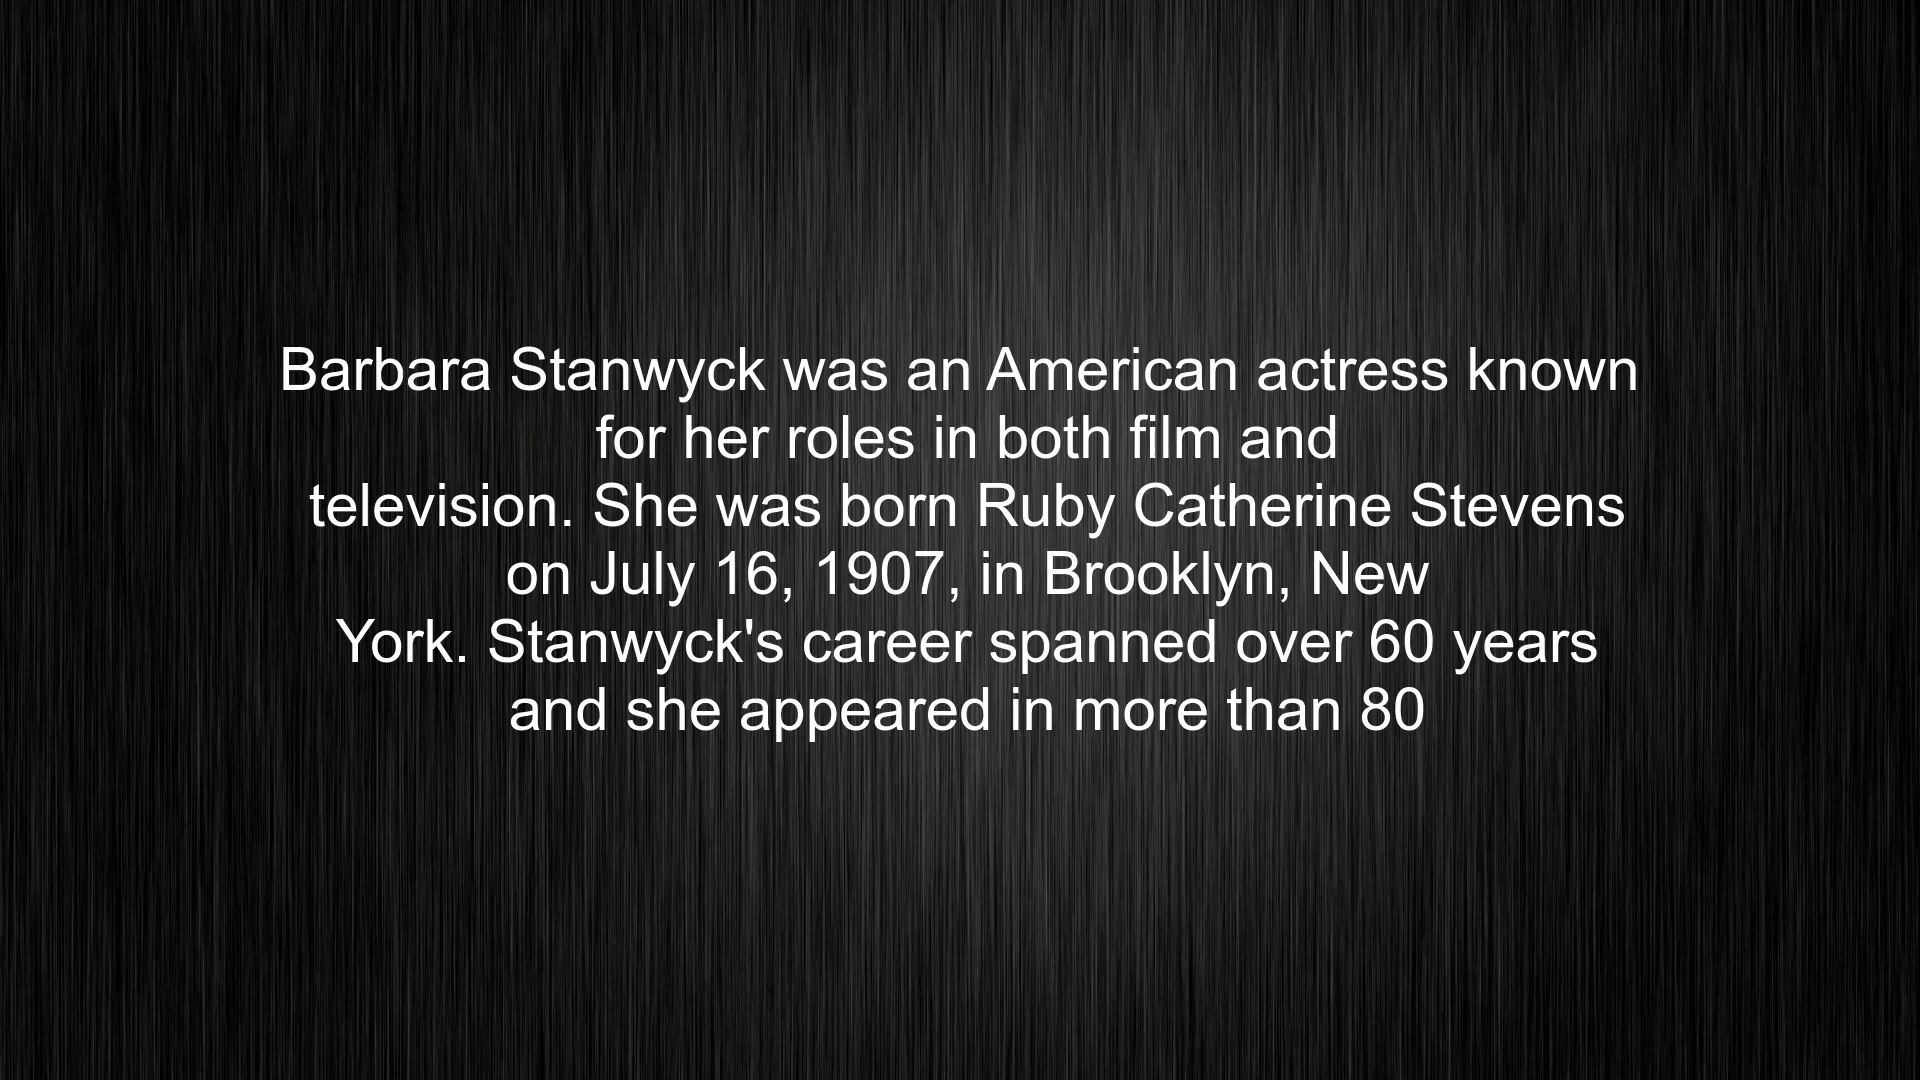 Barbara Stanwyck was an American actress known
for her roles in both film and
television. She was born Ruby Catherine Stevens
on July 16, 1907, in Brooklyn, New
York. Stanwyck's career spanned over 60 years
and she appeared in more than 80